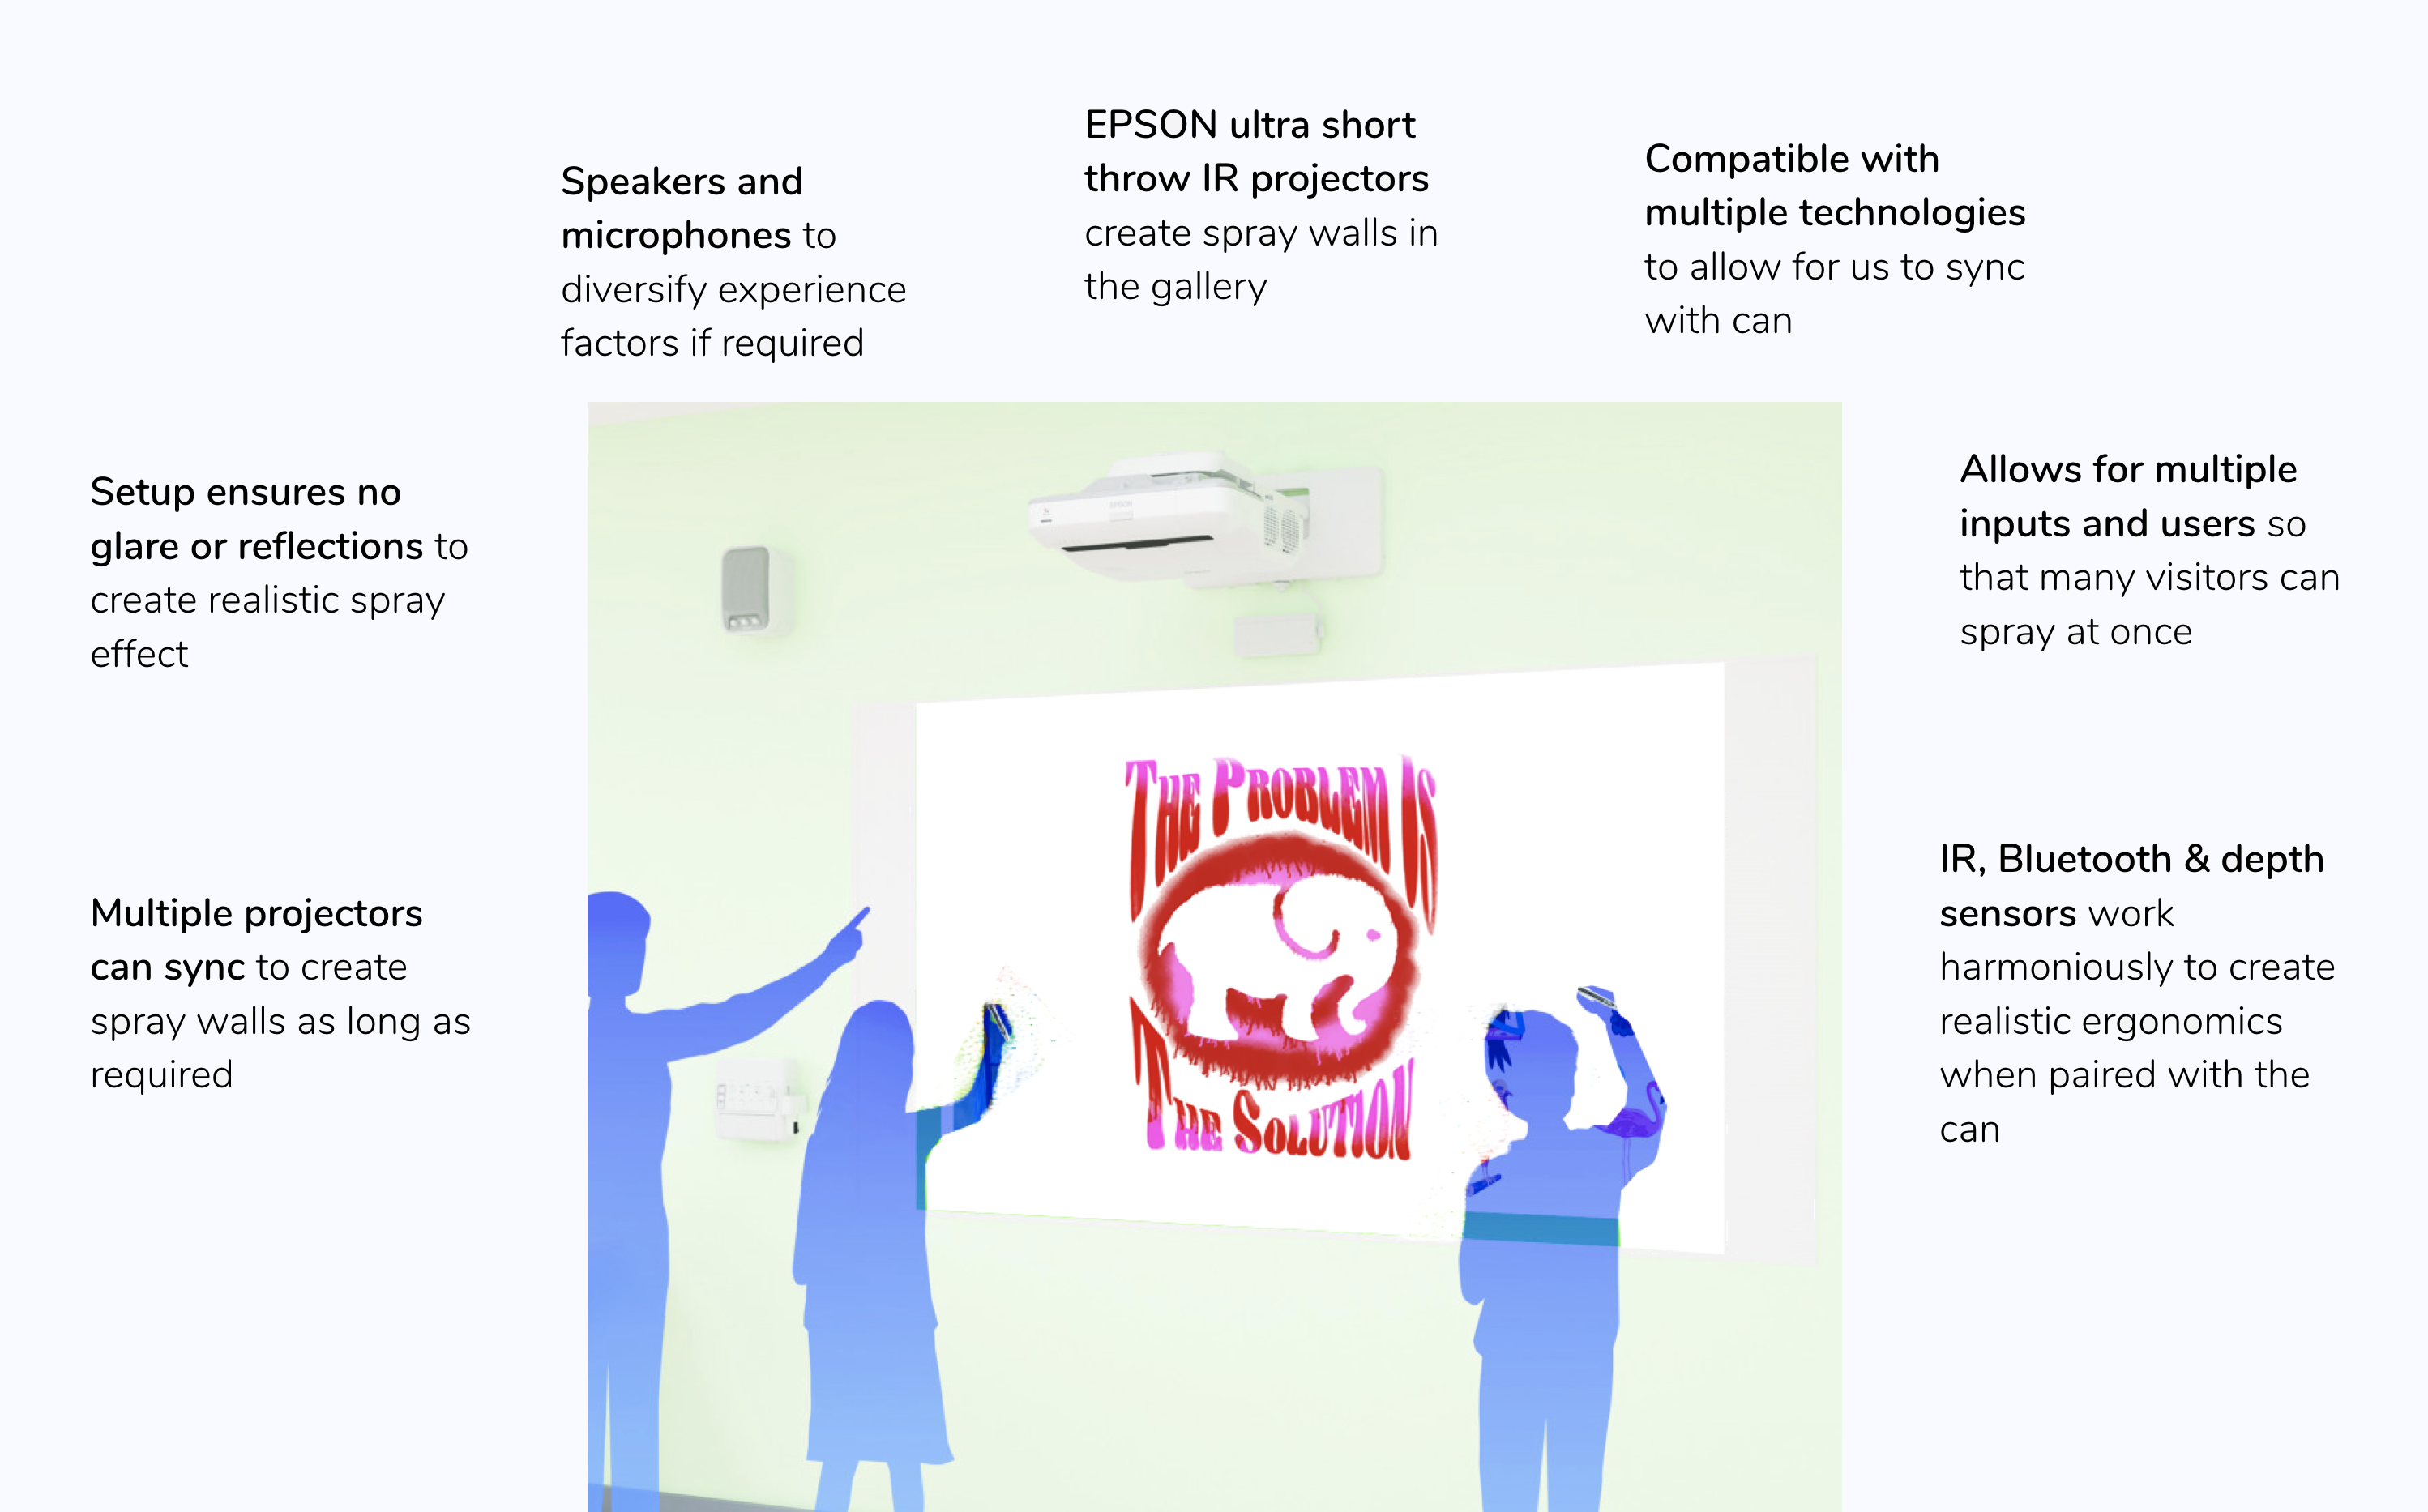 Speakers and
microphones to
diversify experience
factors if required
EPSON ultra short
throw IR projectors
create spray walls in
the gallery
Compatible with
multiple technologies
to allow for us to sync
with can
Setup ensures no
glare or reflections to
create realistic spray
effect
Allows for multiple
inputs and users so
that many visitors can
spray at once
Multiple projectors
can sync to create
spray walls as long as
required
IR, Bluetooth & depth
sensors work
harmoniously to create
realistic ergonomics
when paired with the
can
EPSON
THE PROBLEM IS
THE SOLUTION